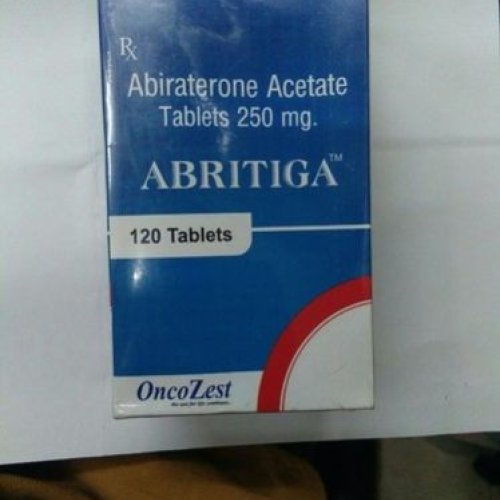 Rx
Abiraterone Acetate
Tablets 250 mg.
ABRITIGA™
120 Tablets
OncoZest